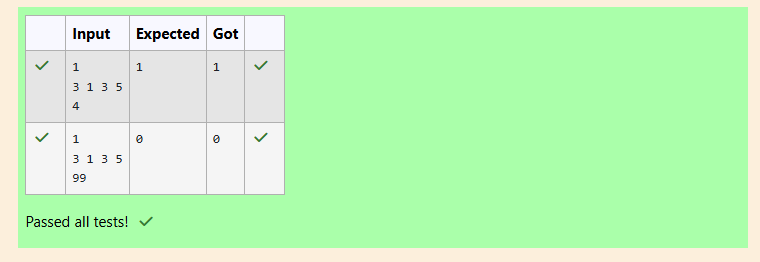 Input Expected Got
1 1 1
3 1 3 5
4
1 0 0
3 1 3 5
99
Passed all tests!